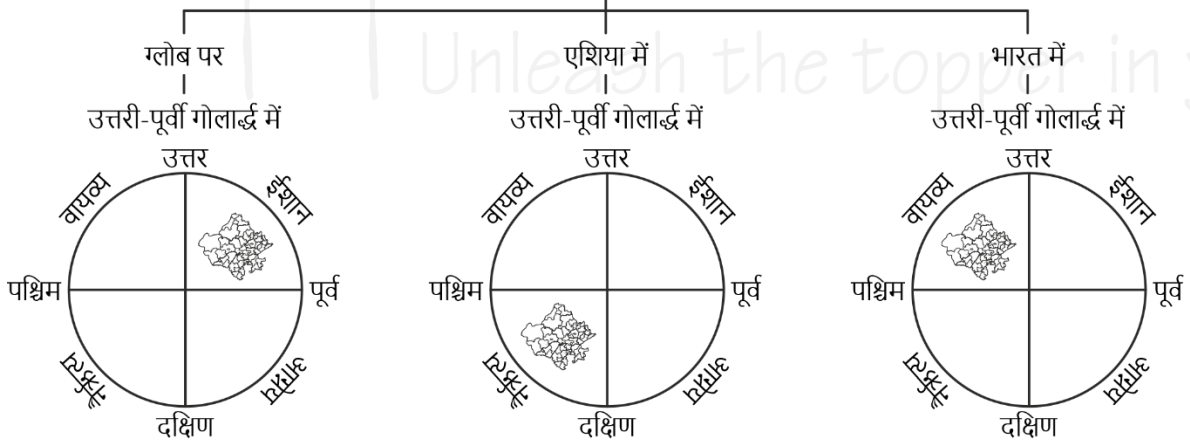 Unleash the topper in
ग्लोब पर
एशिया में
भारत में
उत्तरी-पूर्वी गोलार्द्ध में
उत्तरी-पूर्वी गोलार्द्ध में
उत्तरी-पूर्वी गोलार्द्ध में
उत्तर
उत्तर
उत्तर
वायव्य
ईशान
वायव्य
ईशान
वायव्य
ईशान
पश्चिम
पूर्व
पश्चिम
पूर्व
पश्चिम
पूर्व
नैर्ऋत्य
आग्नेय
नैर्ऋत्य
आग्नेय
नैर्ऋत्य
आग्नेय
दक्षिण
दक्षिण
दक्षिण